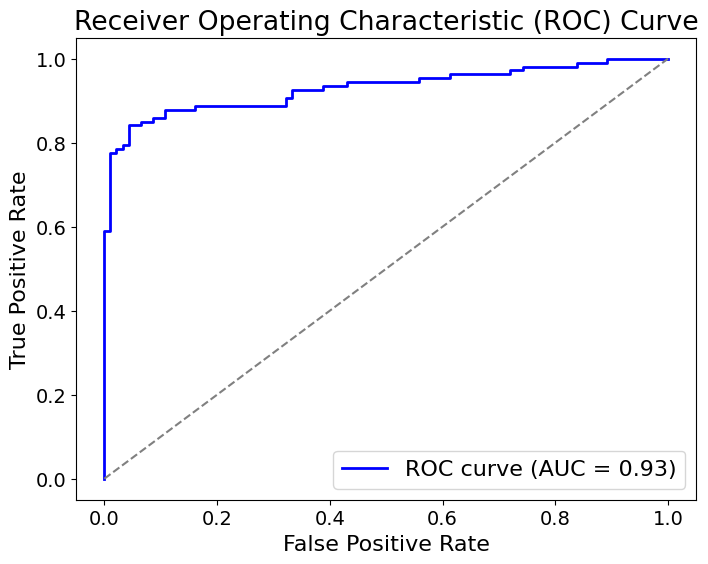 Receiver Operating Characteristic (ROC) Curve
1.0
0.8
0.6
0.4
0.2
0.0
True Positive Rate
ROC curve (AUC = 0.93)
0.0 0.2 0.4 0.6 0.8 1.0
False Positive Rate